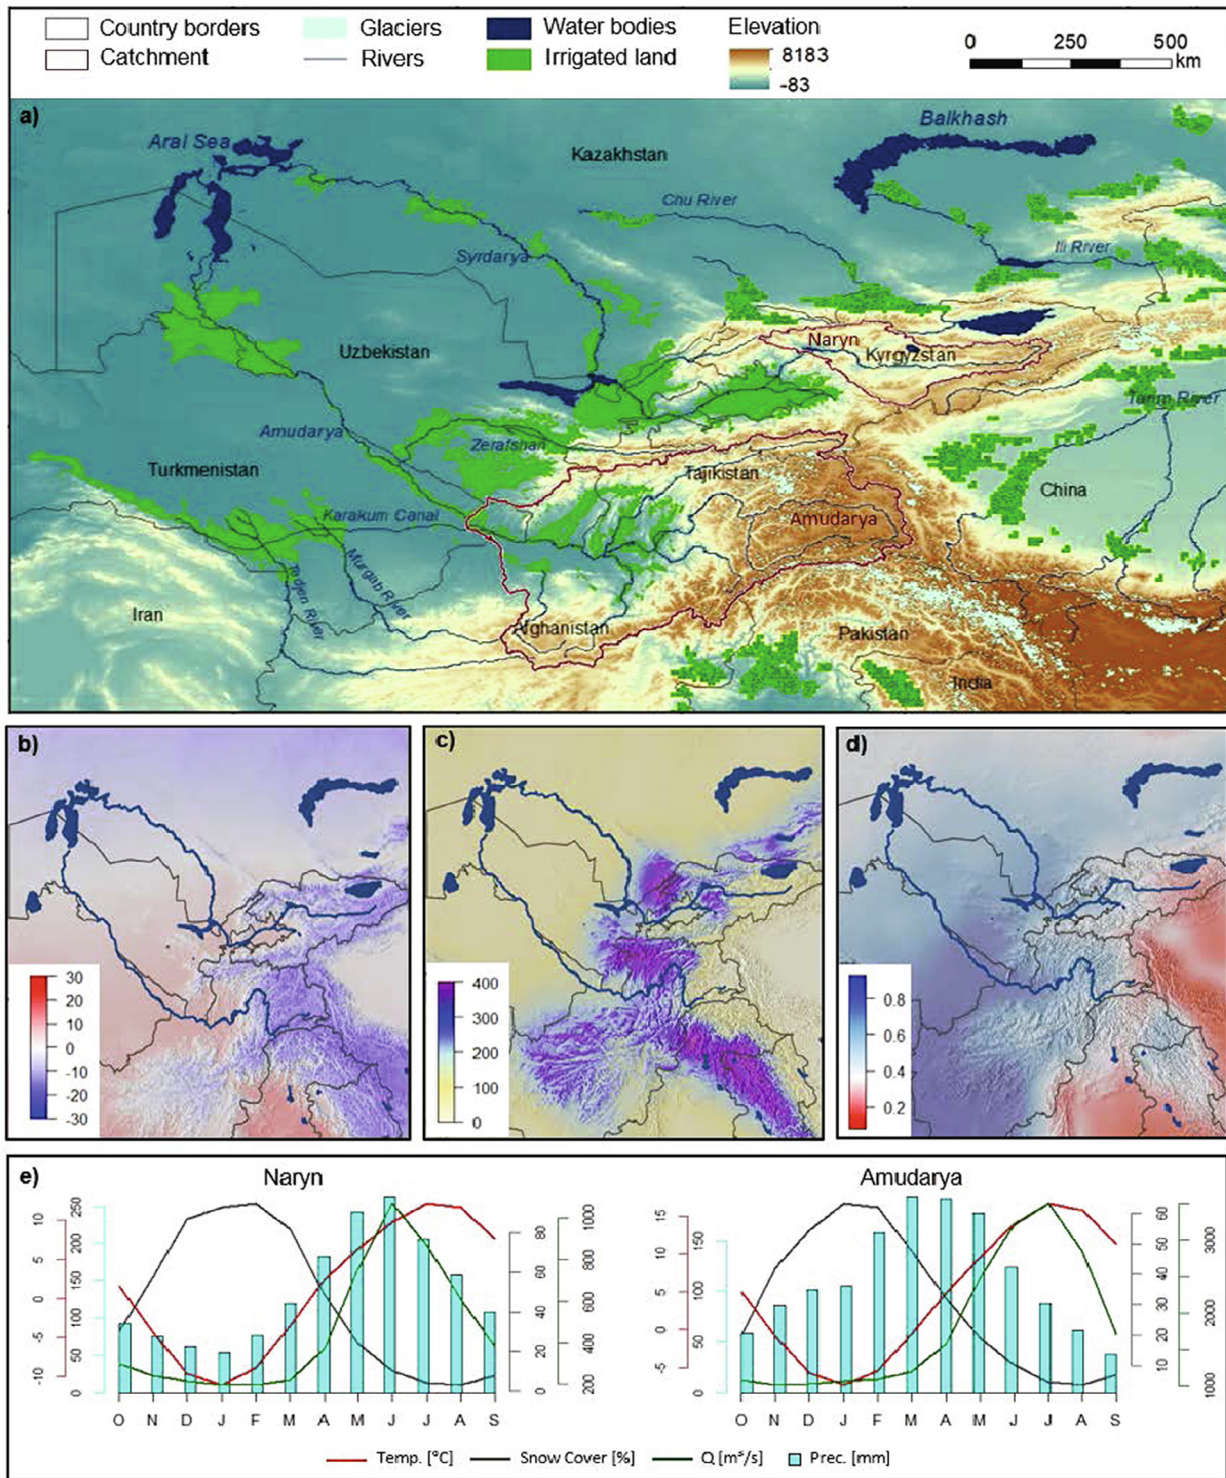 Country borders Glaciers Water bodies Elevation
Catchment Rivers Irrigated land 8183
-83
0 250 500
km
a)
Aral Sea
Balkhash
Kazakhstan
Chu River
Ili River
Syrdarya
Naryn
Kyrgyzstan
Uzbekistan
Tarim River
Amudarya
Zerafshan
Turkmenistan
Tajikistan
China
Karakum Canal
Amudarya
Murgab River
Tedjen River
Iran
Afghanistan
Pakistan
India
b)
30
20
10
0
-10
-20
-30
c)
400
300
200
100
0
d)
0.8
0.6
0.4
0.2
e)
Naryn
10
5
0
-5
-10
250
200
150
100
50
0
80
60
40
20
0
1000
800
600
400
200
O N D J F M A M J J A S
Amudarya
15
10
5
0
-5
150
100
50
0
60
50
40
30
20
10
3000
2000
1000
O N D J F M A M J J A S
Temp. [°C] Snow Cover [%] Q [m³/s] Prec. [mm]